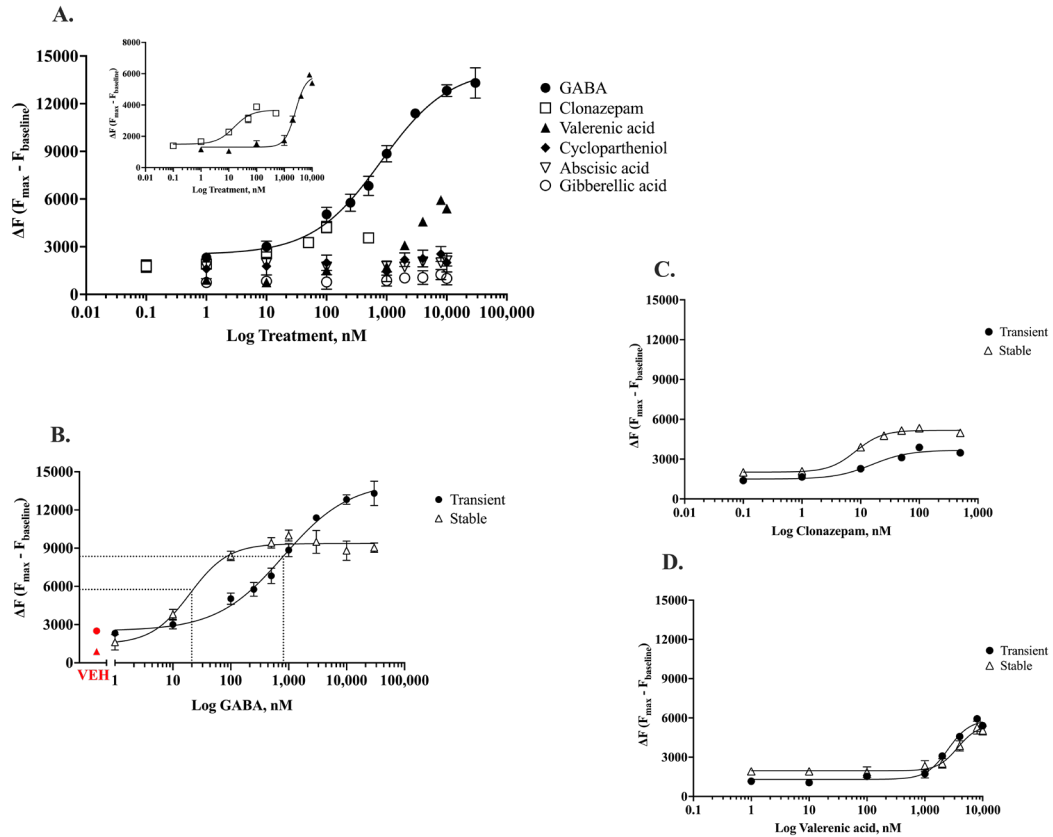 A.
15,000
12,000
9000
6000
3000
0
ΔF (Fmax - Fbaseline)
0.01
0.1
1
10
100
1,000
10,000
100,000
Log Treatment, nM
8000
6000
4000
2000
0
ΔF (Fmax - Fbaseline)
0.01
0.1
1
10
100
1,000
10,000
Log Treatment, nM
GABA
Clonazepam
Valerenic acid
Cyclopartheniol
Abscisic acid
Gibberellic acid
B.
15000
12000
9000
6000
3000
0
ΔF (Fmax - Fbaseline)
VEH
1
10
100
1,000
10,000
100,000
Log GABA, nM
Transient
Stable
C.
15000
12000
9000
6000
3000
0
ΔF (Fmax - Fbaseline)
0.01
0.1
1
10
100
1,000
Log Clonazepam, nM
Transient
Stable
D.
15000
12000
9000
6000
3000
0
ΔF (Fmax - Fbaseline)
0.1
1
10
100
1,000
10,000
Log Valerenic acid, nM
Transient
Stable